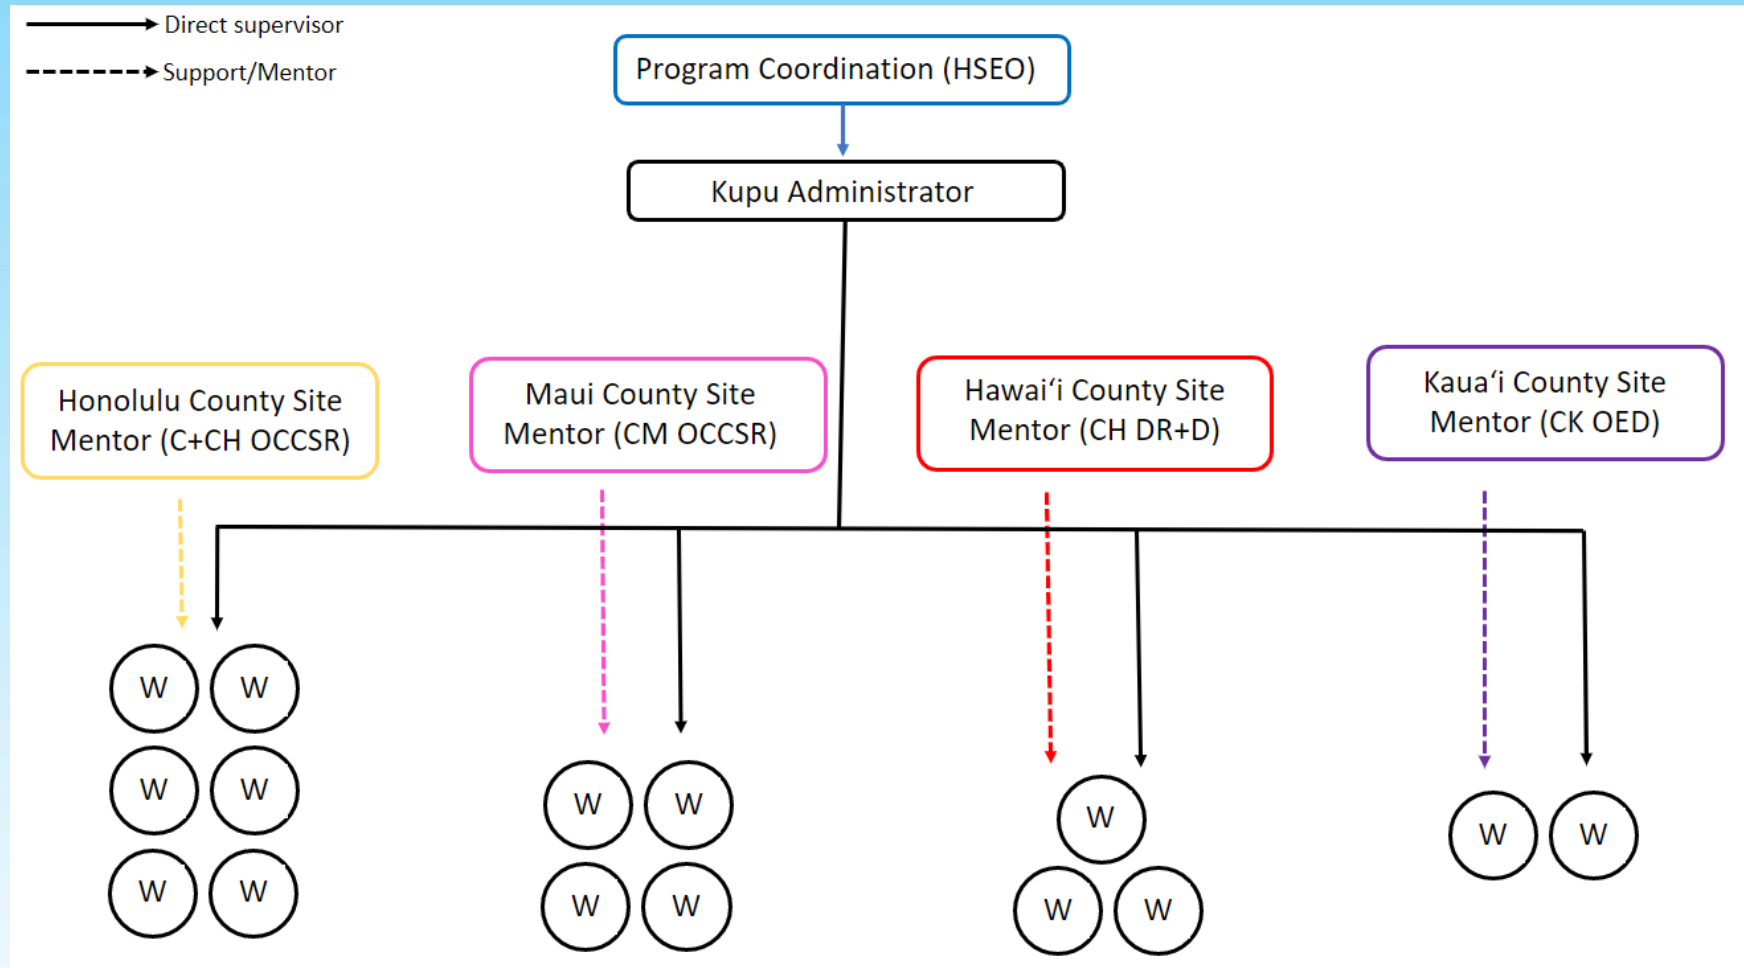 Direct supervisor
Support/Mentor
Program Coordination (HSEO)
Kupu Administrator
Honolulu County Site
Mentor (C+CH OCCSR)
Maui County Site
Mentor (CM OCCSR)
Hawaiʻi County Site
Mentor (CH DR+D)
Kauaʻi County Site
Mentor (CK OED)
W W
W W
W W
W W
W W
W
W W
W W